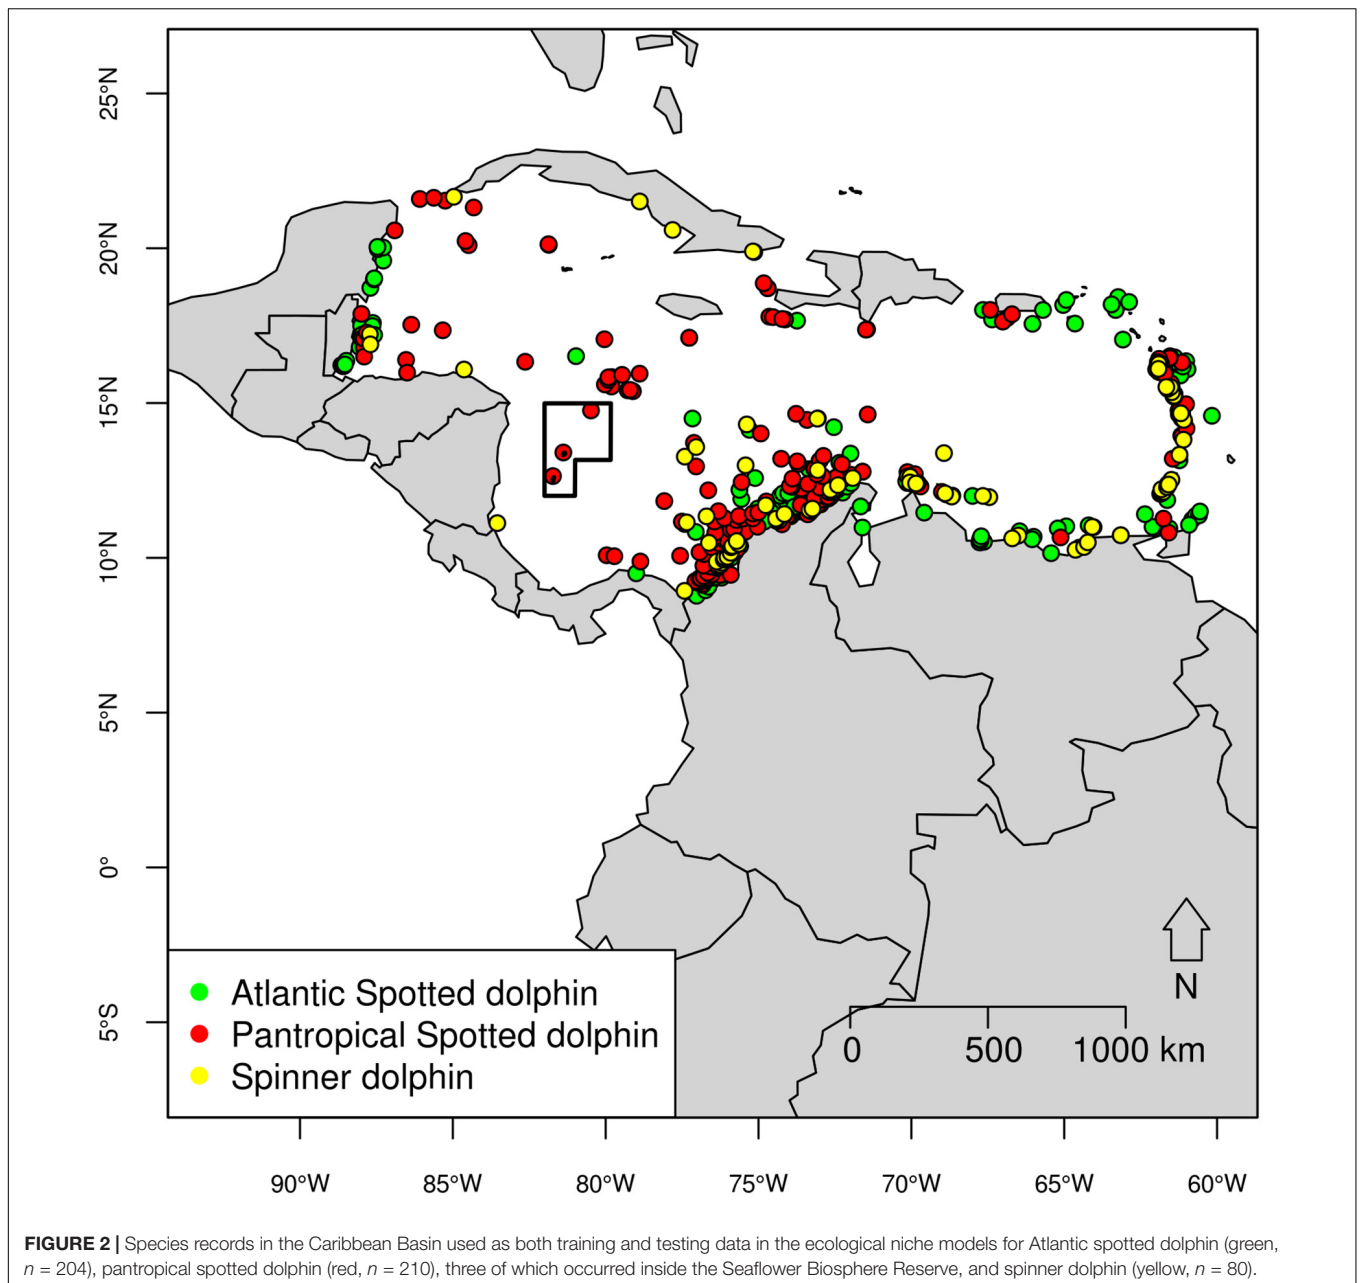 25°N
20°N
15°N
10°N
5°N
0°
5°S
Atlantic Spotted dolphin
Pantropical Spotted dolphin
Spinner dolphin
N
0 500 1000 km
90°W 85°W 80°W 75°W 70°W 65°W 60°W
FIGURE 2 | Species records in the Caribbean Basin used as both training and testing data in the ecological niche models for Atlantic spotted dolphin (green,
n = 204), pantropical spotted dolphin (red, n = 210), three of which occurred inside the Seaflower Biosphere Reserve, and spinner dolphin (yellow, n = 80).